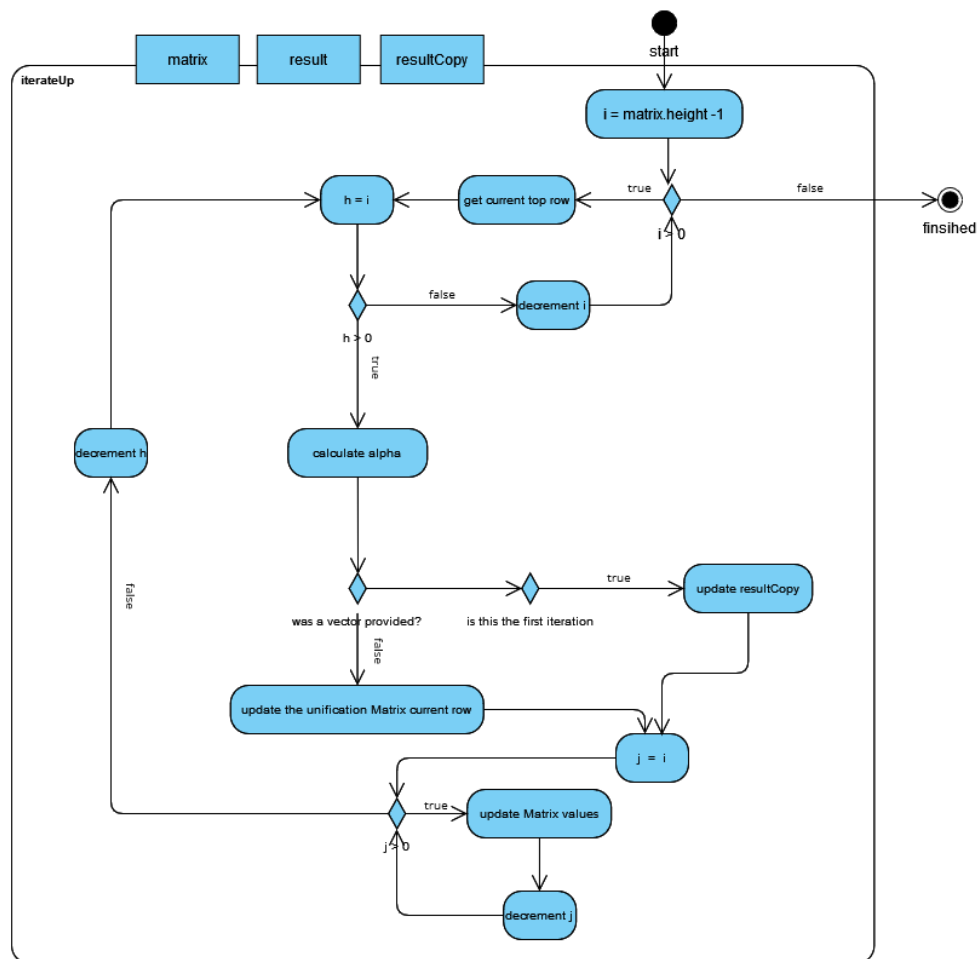 start
matrix
result
resultCopy
iterateUp
i = matrix.height -1
h = i
get current top row
true
false
i > 0
finsihed
false
decrement i
h > 0
true
decrement h
calculate alpha
true
update resultCopy
false
was a vector provided?
is this the first iteration
false
update the unification Matrix current row
j = i
true
update Matrix values
j > 0
decrement j